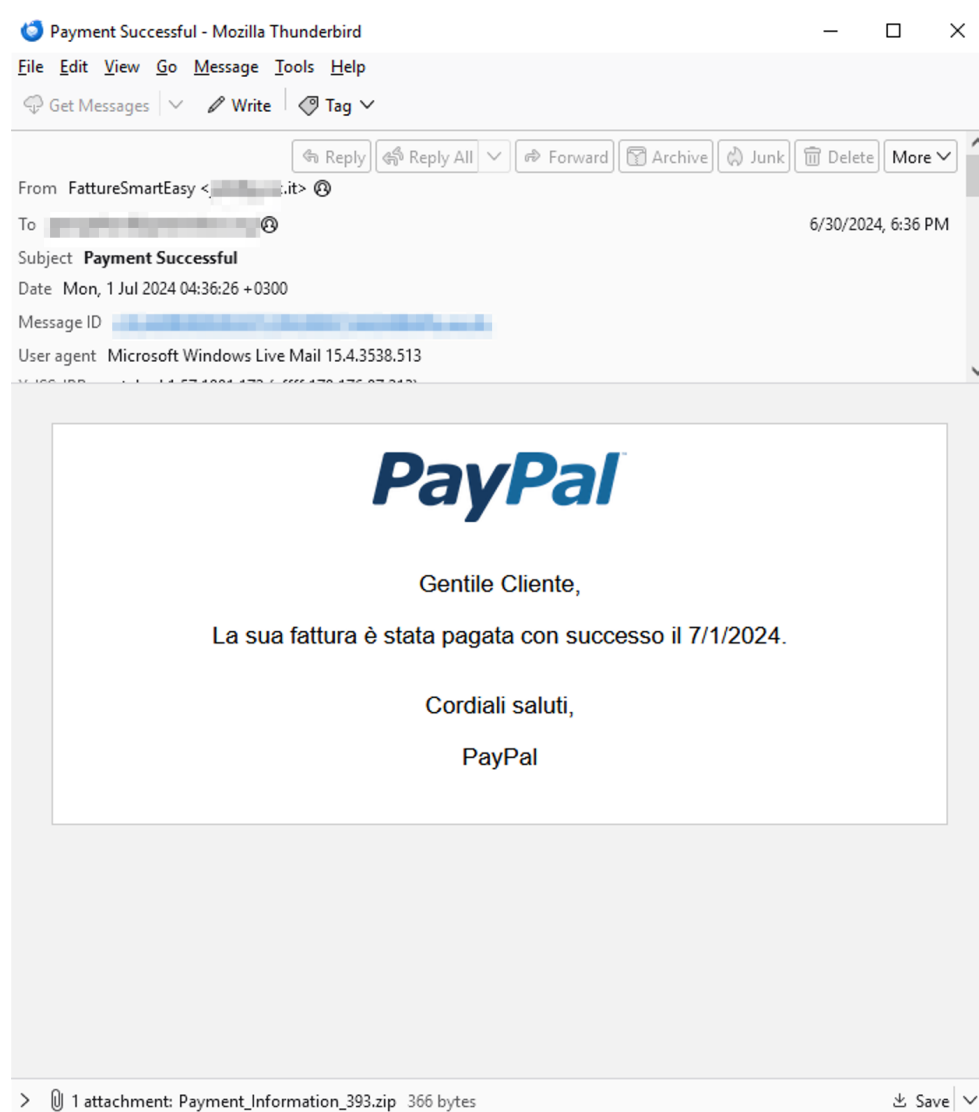 Payment Successful - Mozilla Thunderbird
File Edit View Go Message Tools Help
Get Messages Write Tag
Reply Reply All Forward Archive Junk Delete More
From FattureSmartEasy < .it>
To 6/30/2024, 6:36 PM
Subject Payment Successful
Date Mon, 1 Jul 2024 04:36:26 +0300
Message ID
User agent Microsoft Windows Live Mail 15.4.3538.513
PayPal™
Gentile Cliente,
La sua fattura è stata pagata con successo il 7/1/2024.
Cordiali saluti,
PayPal
1 attachment: Payment_Information_393.zip 366 bytes Save